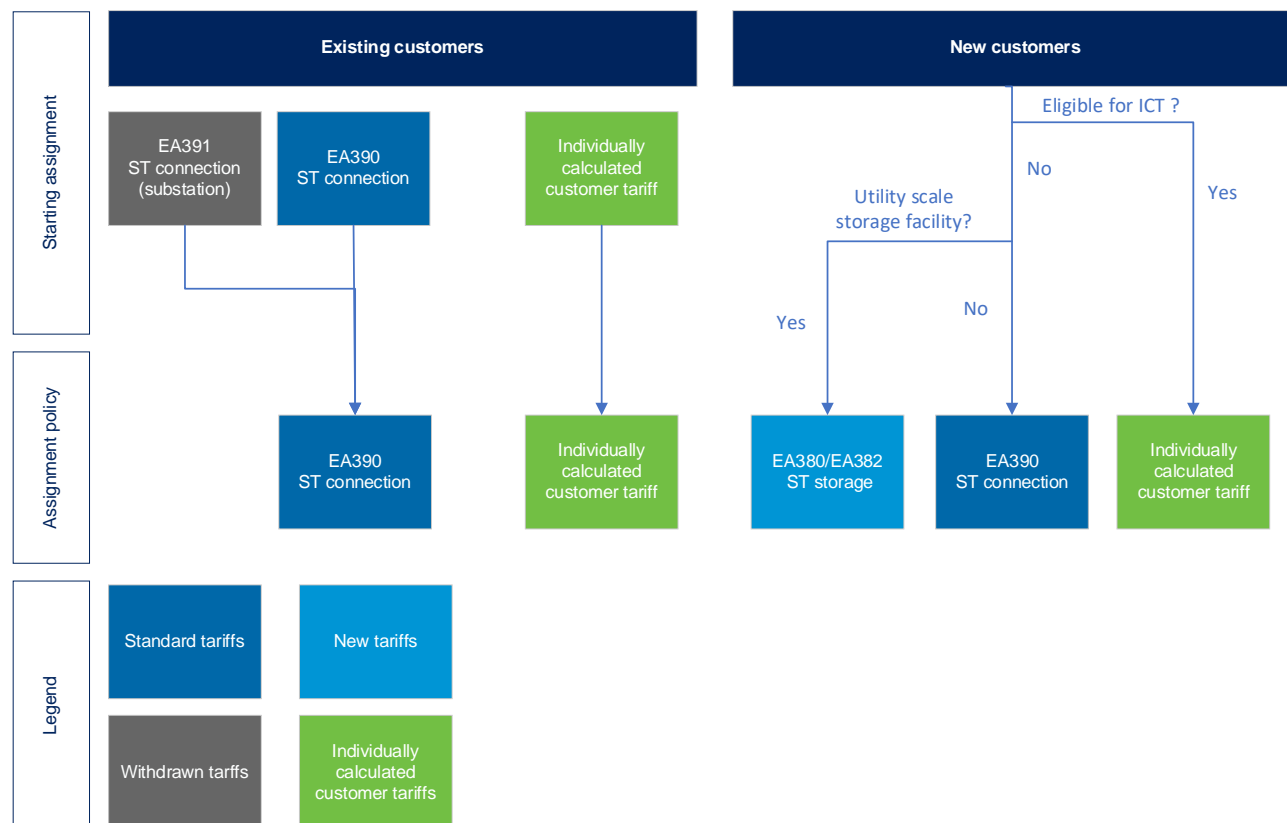 Existing customers
New customers
Starting assignment
EA391
ST connection
(substation)
EA390
ST connection
Individually
calculated
customer tariff
Eligible for ICT ?
No
Yes
Utility scale
storage facility?
Yes
No
Assignment policy
EA390
ST connection
Individually
calculated
customer tariff
EA380/EA382
ST storage
EA390
ST connection
Individually
calculated
customer tariff
Legend
Standard tariffs
New tariffs
Withdrawn tarffs
Individually
calculated
customer tariffs